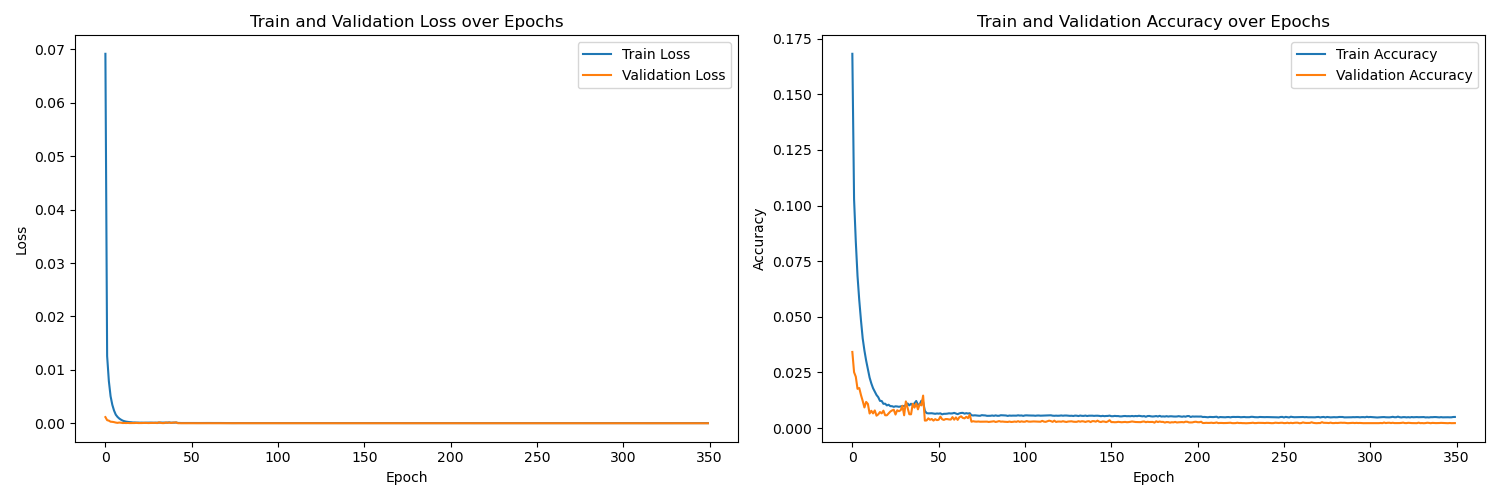 Train and Validation Loss over Epochs
0.07
0.06
0.05
0.04
0.03
0.02
0.01
0.00
Loss
0 50 100 150 200 250 300 350
Epoch
Train Loss
Validation Loss
Train and Validation Accuracy over Epochs
0.175
0.150
0.125
0.100
0.075
0.050
0.025
0.000
Accuracy
0 50 100 150 200 250 300 350
Epoch
Train Accuracy
Validation Accuracy